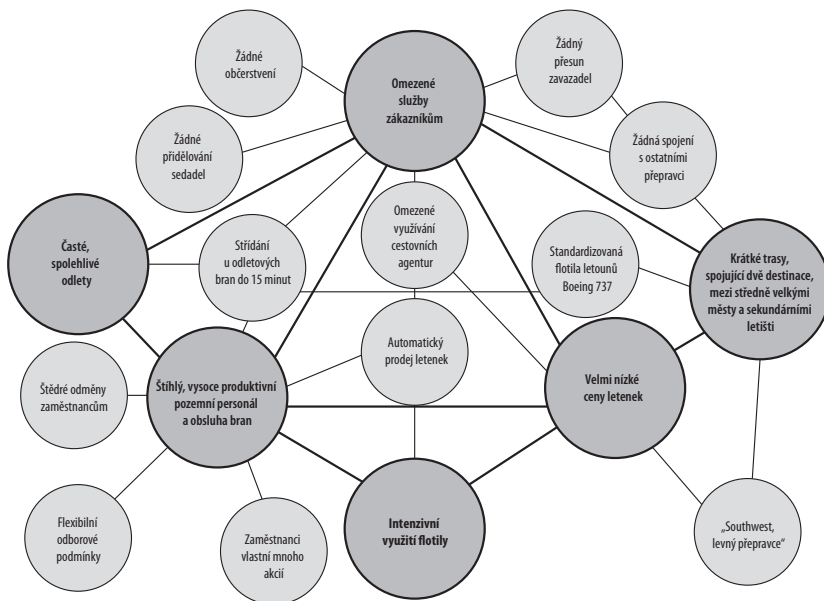 Žádné
občerstvení
Omezené
služby
zákazníkům
Žádný
přesun
zavazadel
Žádné
přidělování
sedadel
Žádná spojení
s ostatními
přepravci
Časté,
spolehlivé
odlety
Střídání
u odletových
bran do 15 minut
Omezené
využívání
cestovních
agentur
Standardizovaná
flotila letounů
Boeing 737
Krátké trasy,
spojující dvě destinace,
mezi středně velkými
městy a sekundárními
letišti
Štědré odměny
zaměstnancům
Štíhlý, vysoce produktivní
pozemní personál
a obsluha bran
Automatický
prodej letenek
Velmi nízké
ceny letenek
Flexibilní
odborové
podmínky
Zaměstnanci
vlastní mnoho
akcií
Intenzivní
využití flotily
„Southwest,
levný přepravce“